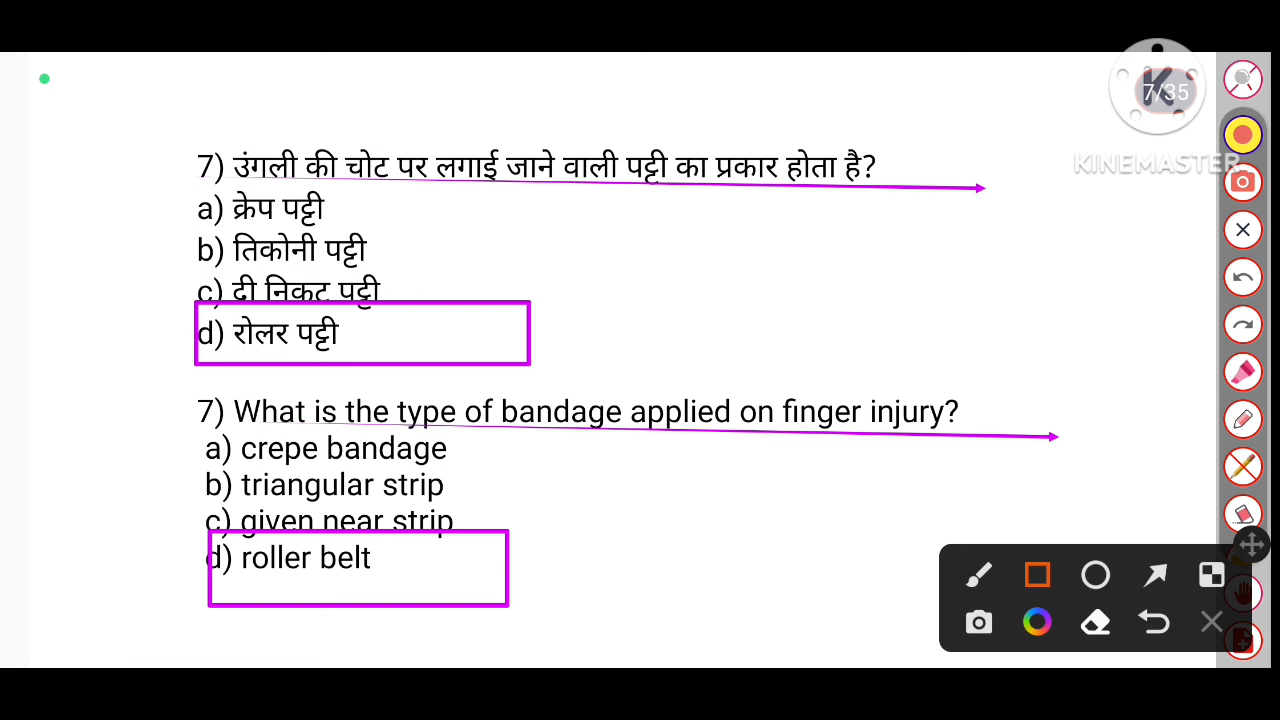 7/35
KINEMASTER
7) उंगली की चोट पर लगाई जाने वाली पट्टी का प्रकार होता है?
a) क्रेप पट्टी
b) तिकोनी पट्टी
c) दी निकट पट्टी
d) रोलर पट्टी
7) What is the type of bandage applied on finger injury?
a) crepe bandage
b) triangular strip
c) given near strip
d) roller belt